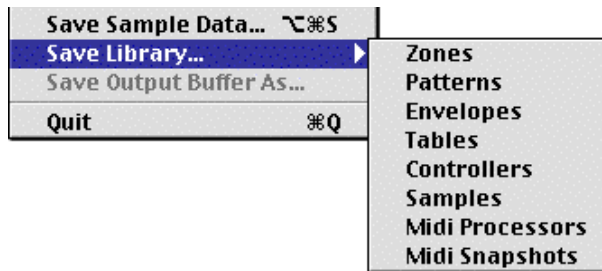 Save Sample Data... ⌥⌘S
Save Library...
Save Output Buffer As...
Quit ⌘Q
Zones
Patterns
Envelopes
Tables
Controllers
Samples
Midi Processors
Midi Snapshots